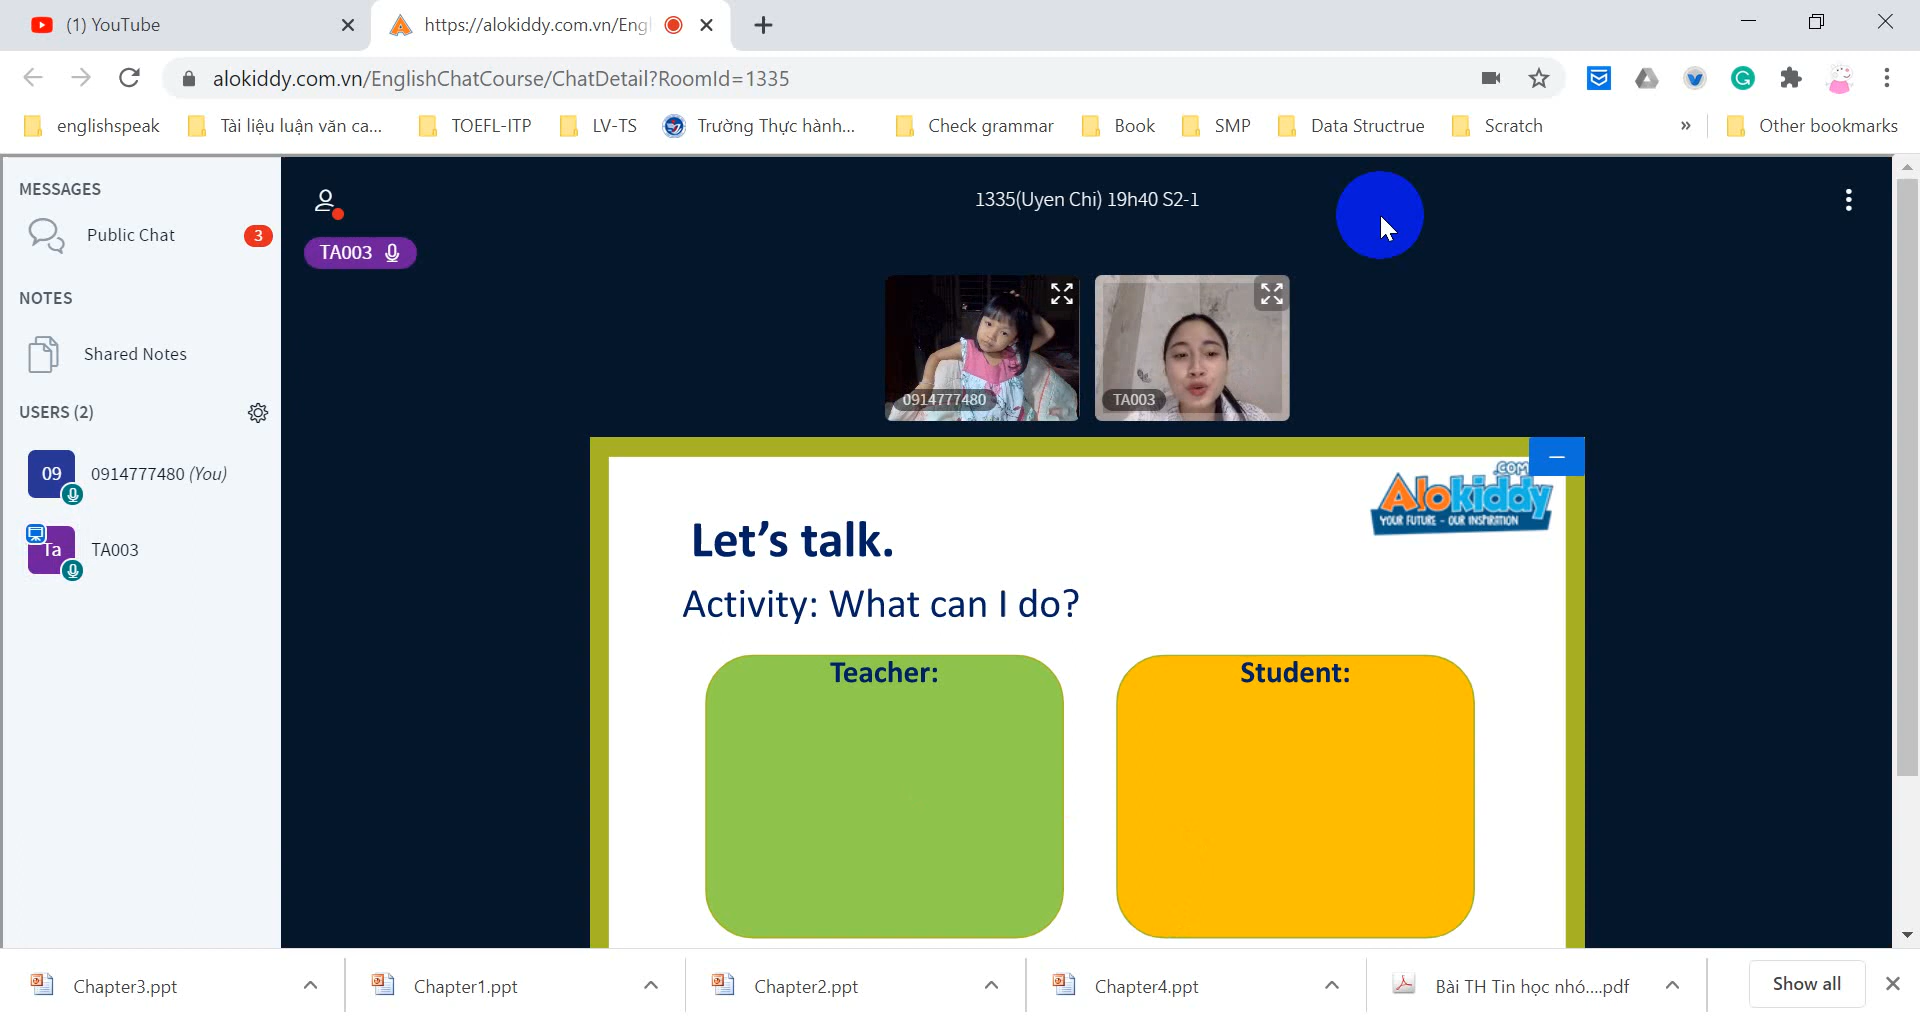 (1) YouTube
https://alokiddy.com.vn/Engl
alokiddy.com.vn/EnglishChatCourse/ChatDetail?RoomId=1335
englishspeak
Tài liệu luận văn ca...
TOEFL-ITP
LV-TS
Trường Thực hành...
Check grammar
Book
SMP
Data Structrue
Scratch
»
Other bookmarks
MESSAGES
Public Chat
3
NOTES
Shared Notes
USERS (2)
09
0914777480 (You)
Ta
TA003
1335(Uyen Chi) 19h40 S2-1
TA003
0914777480
TA003
Alokiddy
.COM
YOUR FUTURE - OUR INSPIRATION
Let's talk.
Activity: What can I do?
Teacher:
Student:
Chapter3.ppt
Chapter1.ppt
Chapter2.ppt
Chapter4.ppt
Bài TH Tin học nhó....pdf
Show all